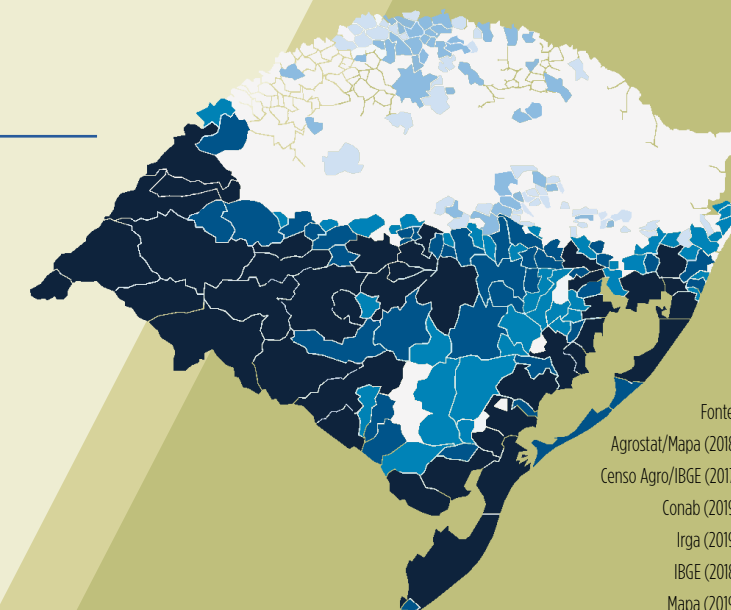 Fonte
Agrostat/Mapa (2018
Censo Agro/IBGE (2017
Conab (2019
Irga (2019
IBGE (2018
Mapa (2019